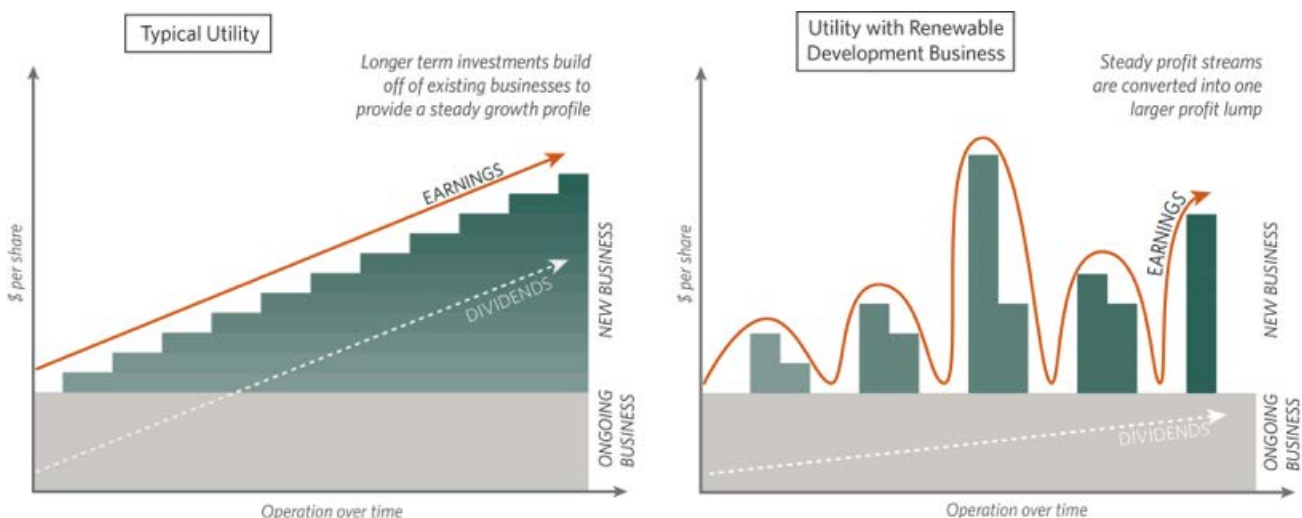 Typical Utility
Longer term investments build
off of existing businesses to
provide a steady growth profile
EARNINGS
DIVIDENDS
$ per share
NEW BUSINESS
ONGOING
BUSINESS
Operation over time
Utility with Renewable
Development Business
Steady profit streams
are converted into one
larger profit lump
EARNINGS
DIVIDENDS
$ per share
NEW BUSINESS
ONGOING
BUSINESS
Operation over time